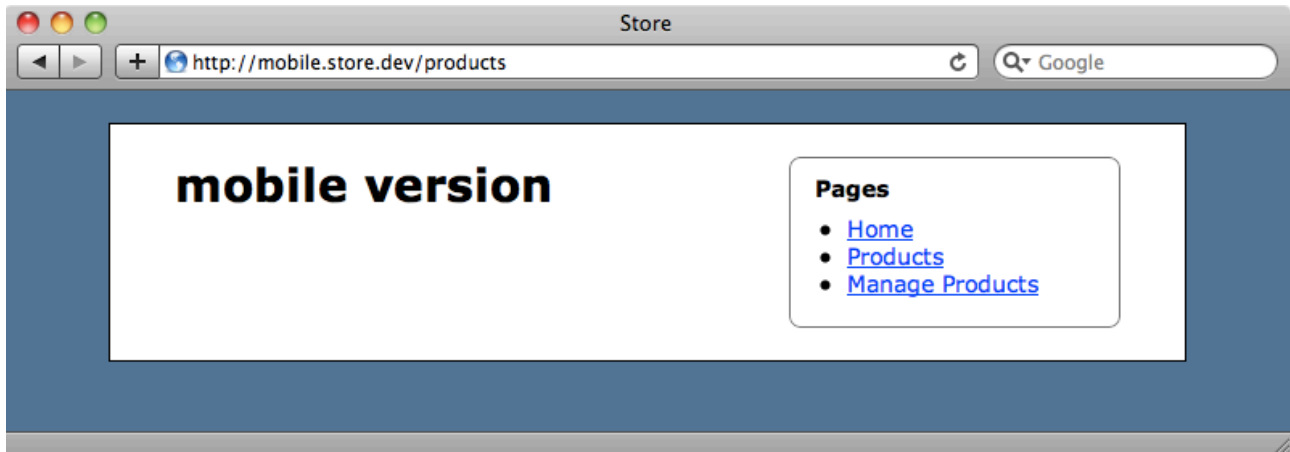 Store
http://mobile.store.dev/products
Google
mobile version
Pages
Home
Products
Manage Products